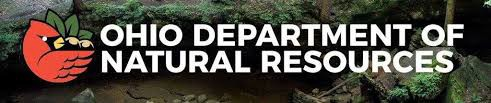 OHIO DEPARTMENT OF
NATURAL RESOURCES